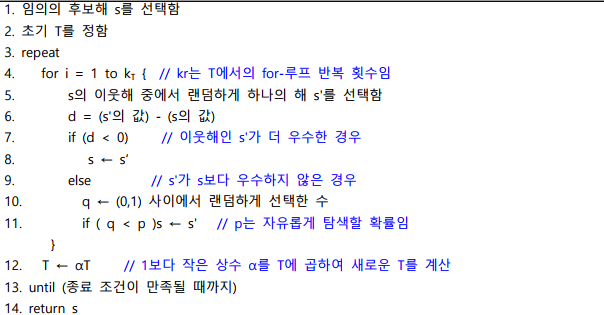 1. 임의의 후보해 s를 선택함
2. 초기 T를 정함
3. repeat
4. for i = 1 to kT { // kr는 T에서의 for-루프 반복 횟수임
5. s의 이웃해 중에서 랜덤하게 하나의 해 s'를 선택함
6. d = (s'의 값) - (s의 값)
7. if (d < 0) // 이웃해인 s'가 더 우수한 경우
8. s ← s’
9. else // s'가 s보다 우수하지 않은 경우
10. q ← (0,1) 사이에서 랜덤하게 선택한 수
11. if ( q < p )s ← s' // p는 자유롭게 탐색할 확률임
}
12. T ← αT // 1보다 작은 상수 α를 T에 곱하여 새로운 T를 계산
13. until (종료 조건이 만족될 때까지)
14. return s